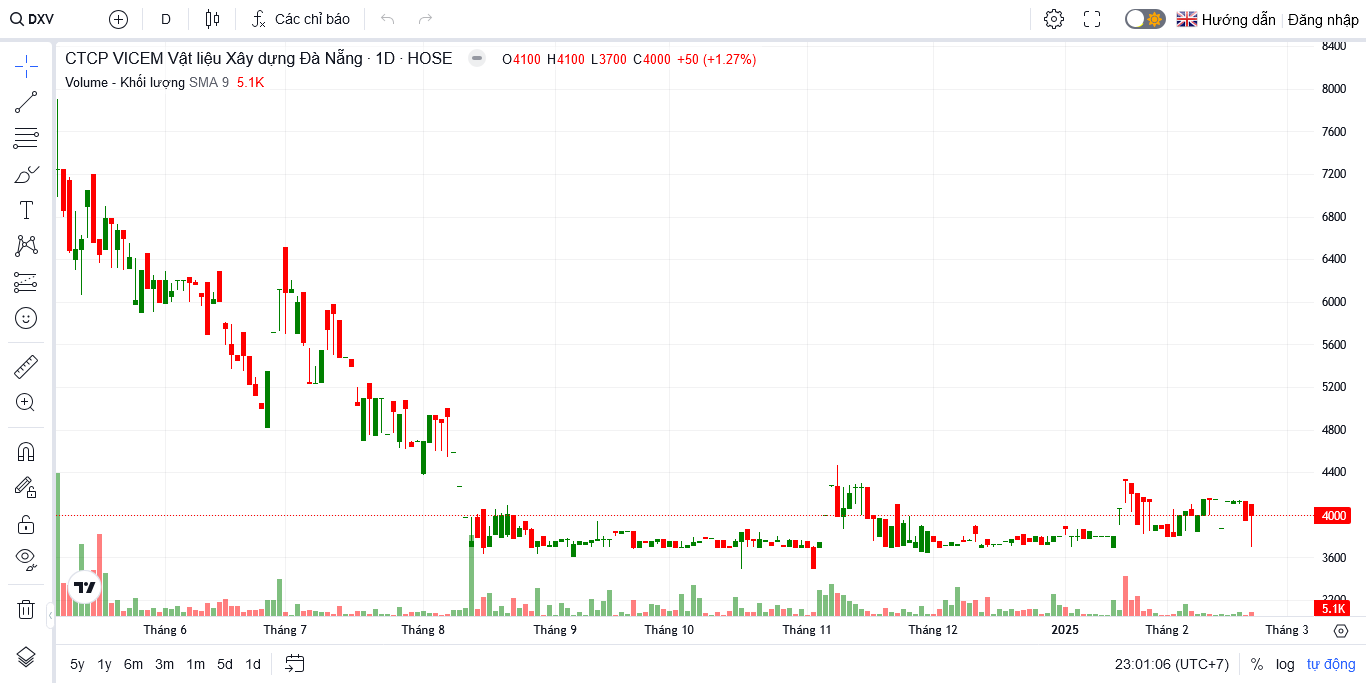 DXV D Các chỉ báo Hướng dẫn Đăng nhập
CTCP VICEM Vật liệu Xây dựng Đà Nẵng · 1D · HOSE O4100 H4100 L3700 C4000 +50 (+1.27%)
Volume - Khối lượng SMA 9 5.1K
8400
8000
7600
7200
6800
6400
6000
5600
5200
4800
4400
4000
3600
3200
5.1K
Tháng 6 Tháng 7 Tháng 8 Tháng 9 Tháng 10 Tháng 11 Tháng 12 2025 Tháng 2 Tháng 3
5y 1y 6m 3m 1m 5d 1d 23:01:06 (UTC+7) % log tự động